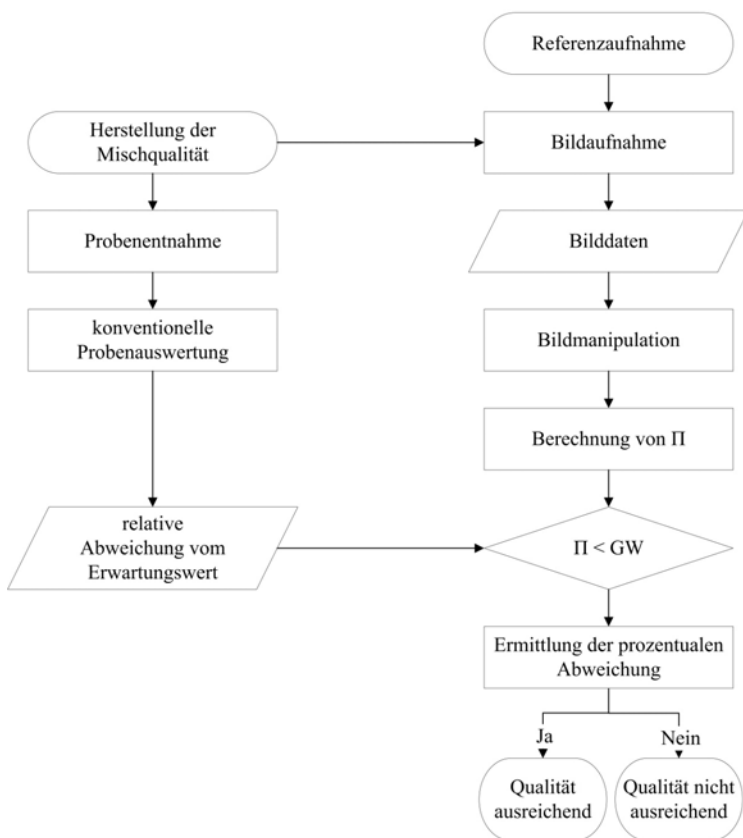 Referenzaufnahme
Herstellung der
Mischqualität
Bildaufnahme
Probenentnahme
Bilddaten
konventionelle
Probenauswertung
Bildmanipulation
Berechnung von Π
relative
Abweichung vom
Erwartungswert
Π < GW
Ermittlung der prozentualen
Abweichung
Ja
Nein
Qualität
ausreichend
Qualität nicht
ausreichend